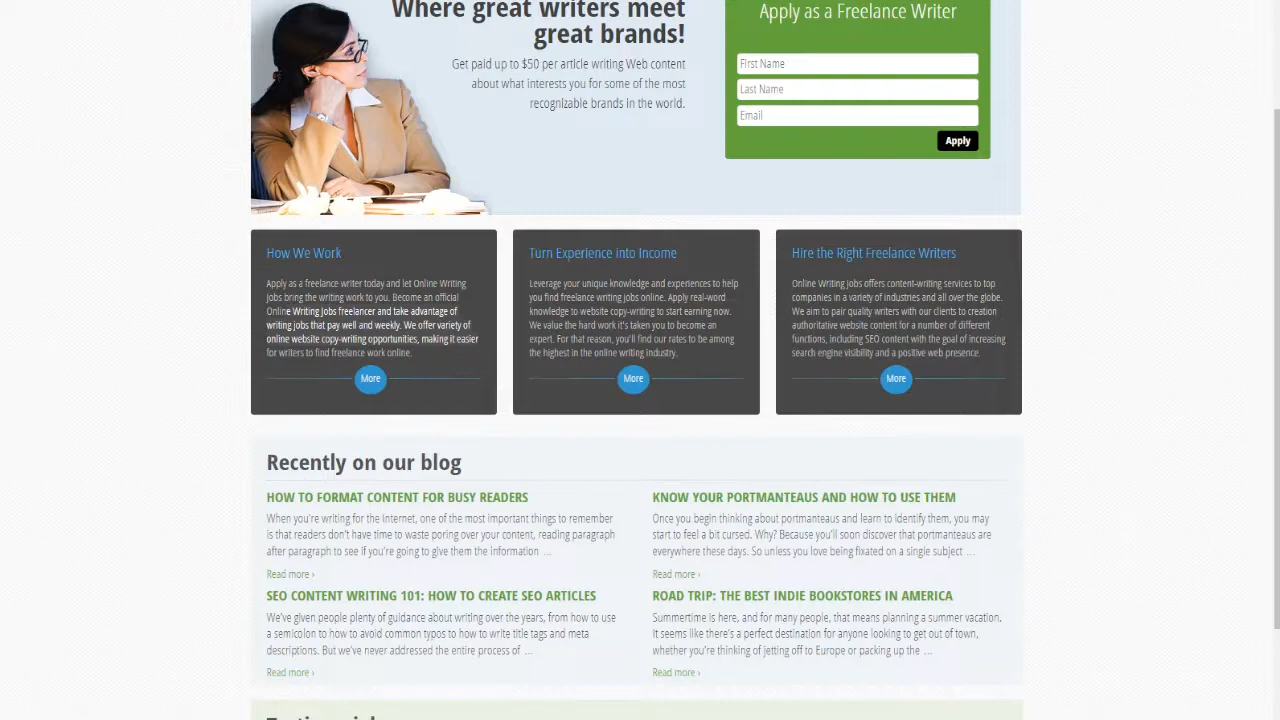 Where great writers meet
great brands!
Get paid up to $50 per article writing Web content
about what interests you for some of the most
recognizable brands in the world.
Apply as a Freelance Writer
First Name
Last Name
Email
Apply
How We Work
Apply as a freelance writer today and let Online Writing
Jobs bring the writing work to you. Become an official
Online Writing Jobs freelancer and take advantage of
writing jobs that pay well and weekly. We offer variety of
online website copy-writing opportunities, making it easier
for writers to find freelance work online.
More
Turn Experience into Income
Leverage your unique knowledge and experiences to help
you find freelance writing jobs online. Apply real-word
knowledge to website copy-writing to start earning now.
We value the hard work it's taken you to become an
expert. For that reason, you'll find our rates to be among
the highest in the online writing industry.
More
Hire the Right Freelance Writers
Online Writing Jobs offers content-writing services to top
companies in a variety of industries and all over the globe.
We aim to pair quality writers with our clients to creation
authoritative website content for a number of different
functions, including SEO content with the goal of increasing
search engine visibility and a positive web presence.
More
Recently on our blog
HOW TO FORMAT CONTENT FOR BUSY READERS
When you're writing for the Internet, one of the most important things to remember
is that readers don't have time to waste poring over your content, reading paragraph
after paragraph to see if you're going to give them the information …
Read more ›
KNOW YOUR PORTMANTEAUS AND HOW TO USE THEM
Once you begin thinking about portmanteaus and learn to identify them, you may
start to feel a bit cursed. Why? Because you'll soon discover that portmanteaus are
everywhere these days. So unless you love being fixated on a single subject …
Read more ›
SEO CONTENT WRITING 101: HOW TO CREATE SEO ARTICLES
We've given people plenty of guidance about writing over the years, from how to use
a semicolon to how to avoid common typos to how to write title tags and meta
descriptions. But we've never addressed the entire process of …
Read more ›
ROAD TRIP: THE BEST INDIE BOOKSTORES IN AMERICA
Summertime is here, and for many people, that means planning a summer vacation.
It seems like there's a perfect destination for anyone looking to get out of town,
whether you're thinking of jetting off to Europe or packing up the …
Read more ›